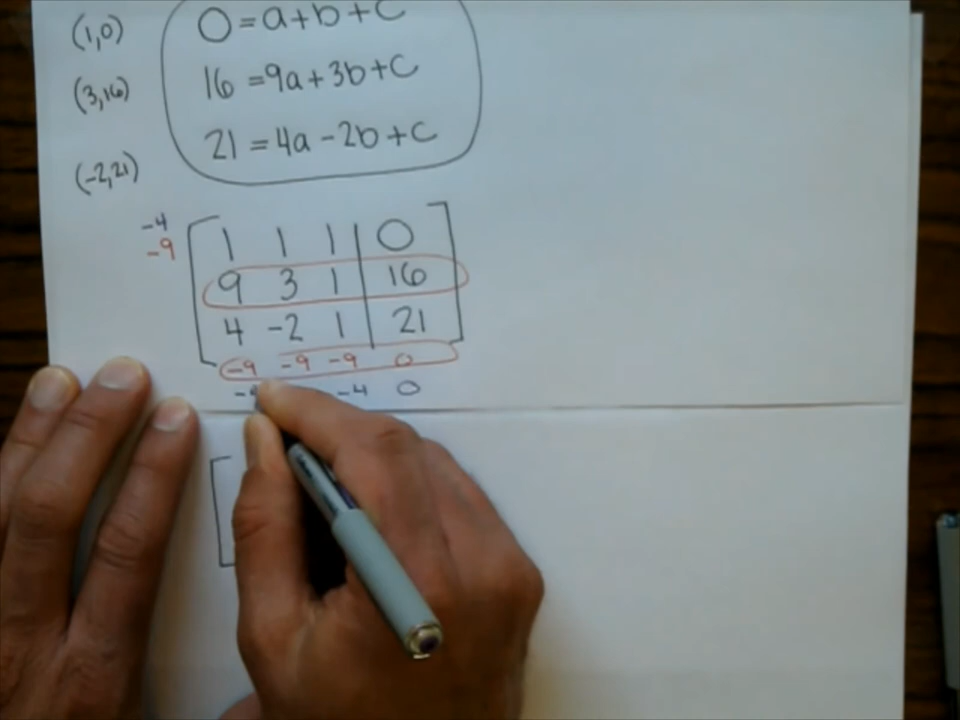 (1,0) 0 = a + b + c
(3,16) 16 = 9a + 3b + c
(-2,21) 21 = 4a - 2b + c
-4
-9
1 1 1 0
9 3 1 16
4 -2 1 21
-9 -9 -9 0
-4 0